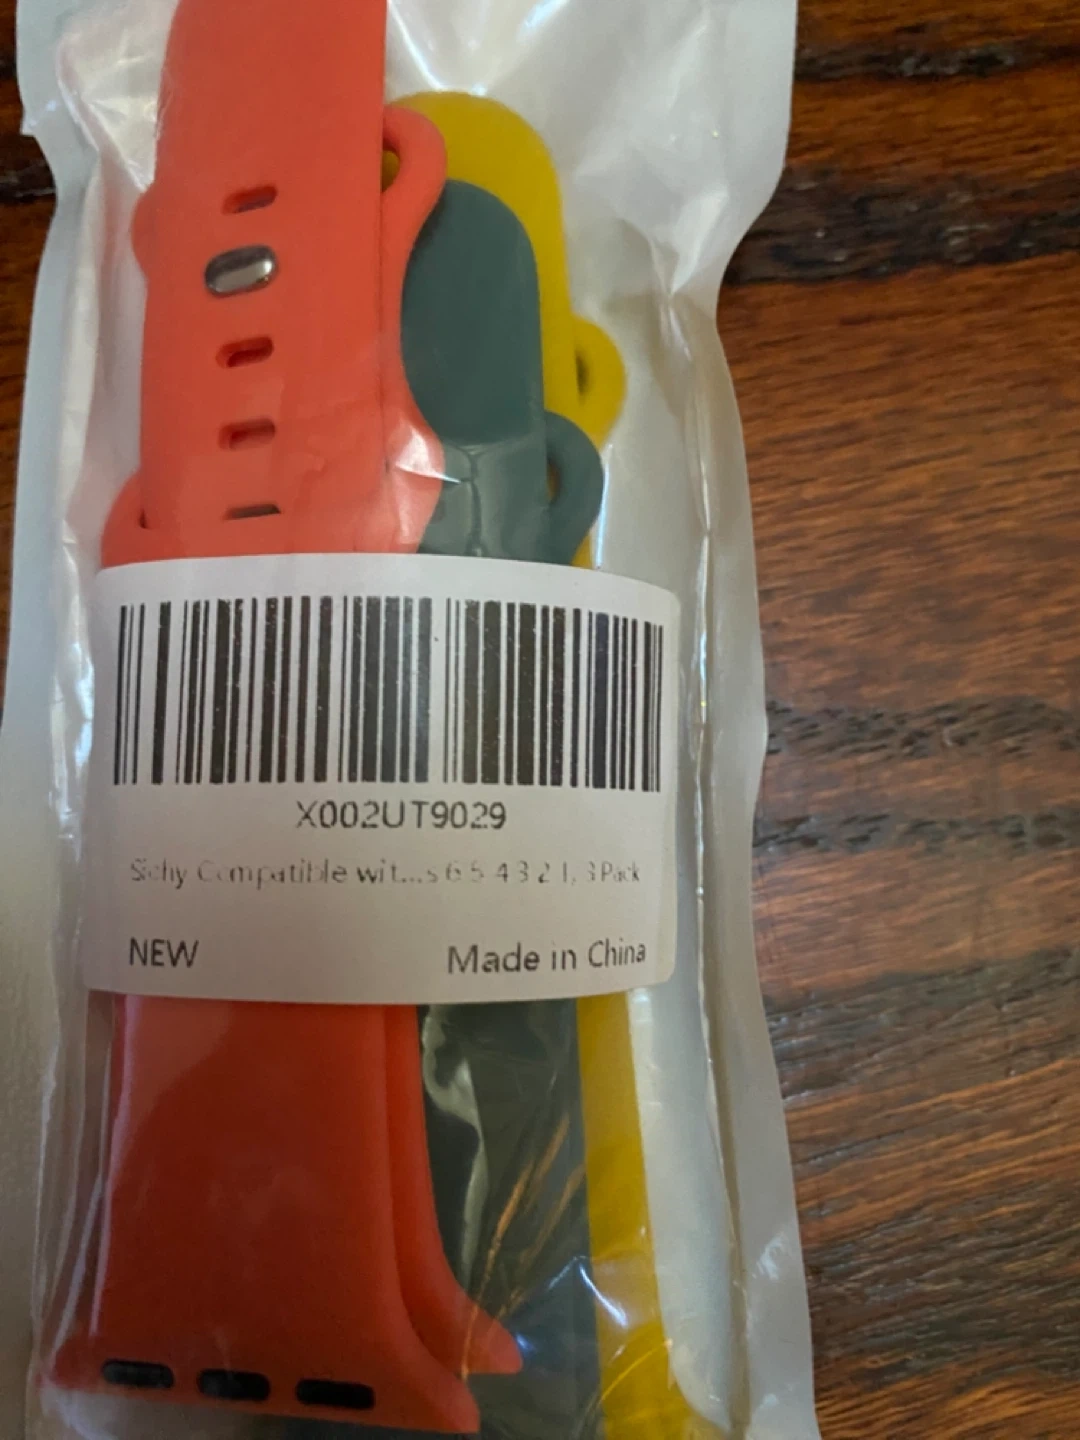 X002UT9029
Sichy Compatible wit...s 6 5 4 3 2 1, 3 Pack
NEW
Made in China